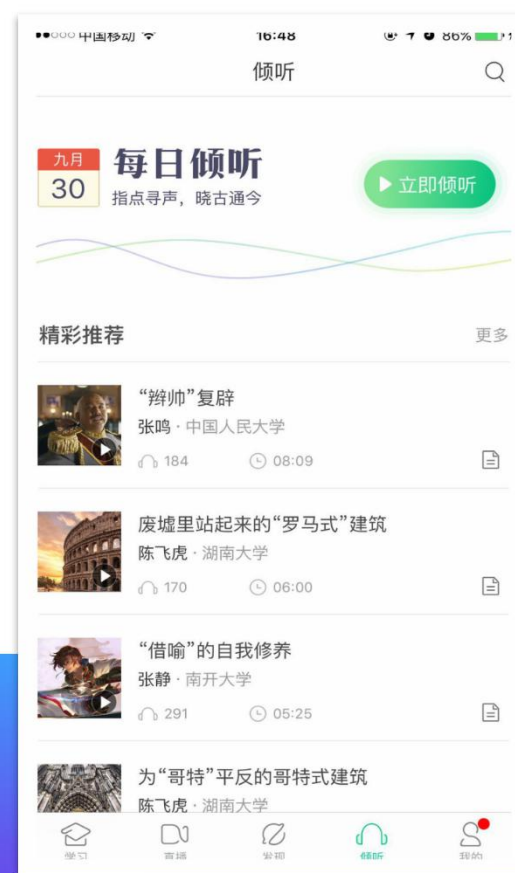 中国移动 16:48 86%
倾听
九月
30
每日倾听
指点寻声，晓古通今
立即倾听
精彩推荐
更多
“辫帅”复辟
张鸣 · 中国人民大学
184 08:09
废墟里站起来的“罗马式”建筑
陈飞虎 · 湖南大学
170 06:00
“借喻”的自我修养
张静 · 南开大学
291 05:25
为“哥特”平反的哥特式建筑
陈飞虎 · 湖南大学
学习 直播 发现 倾听 我的